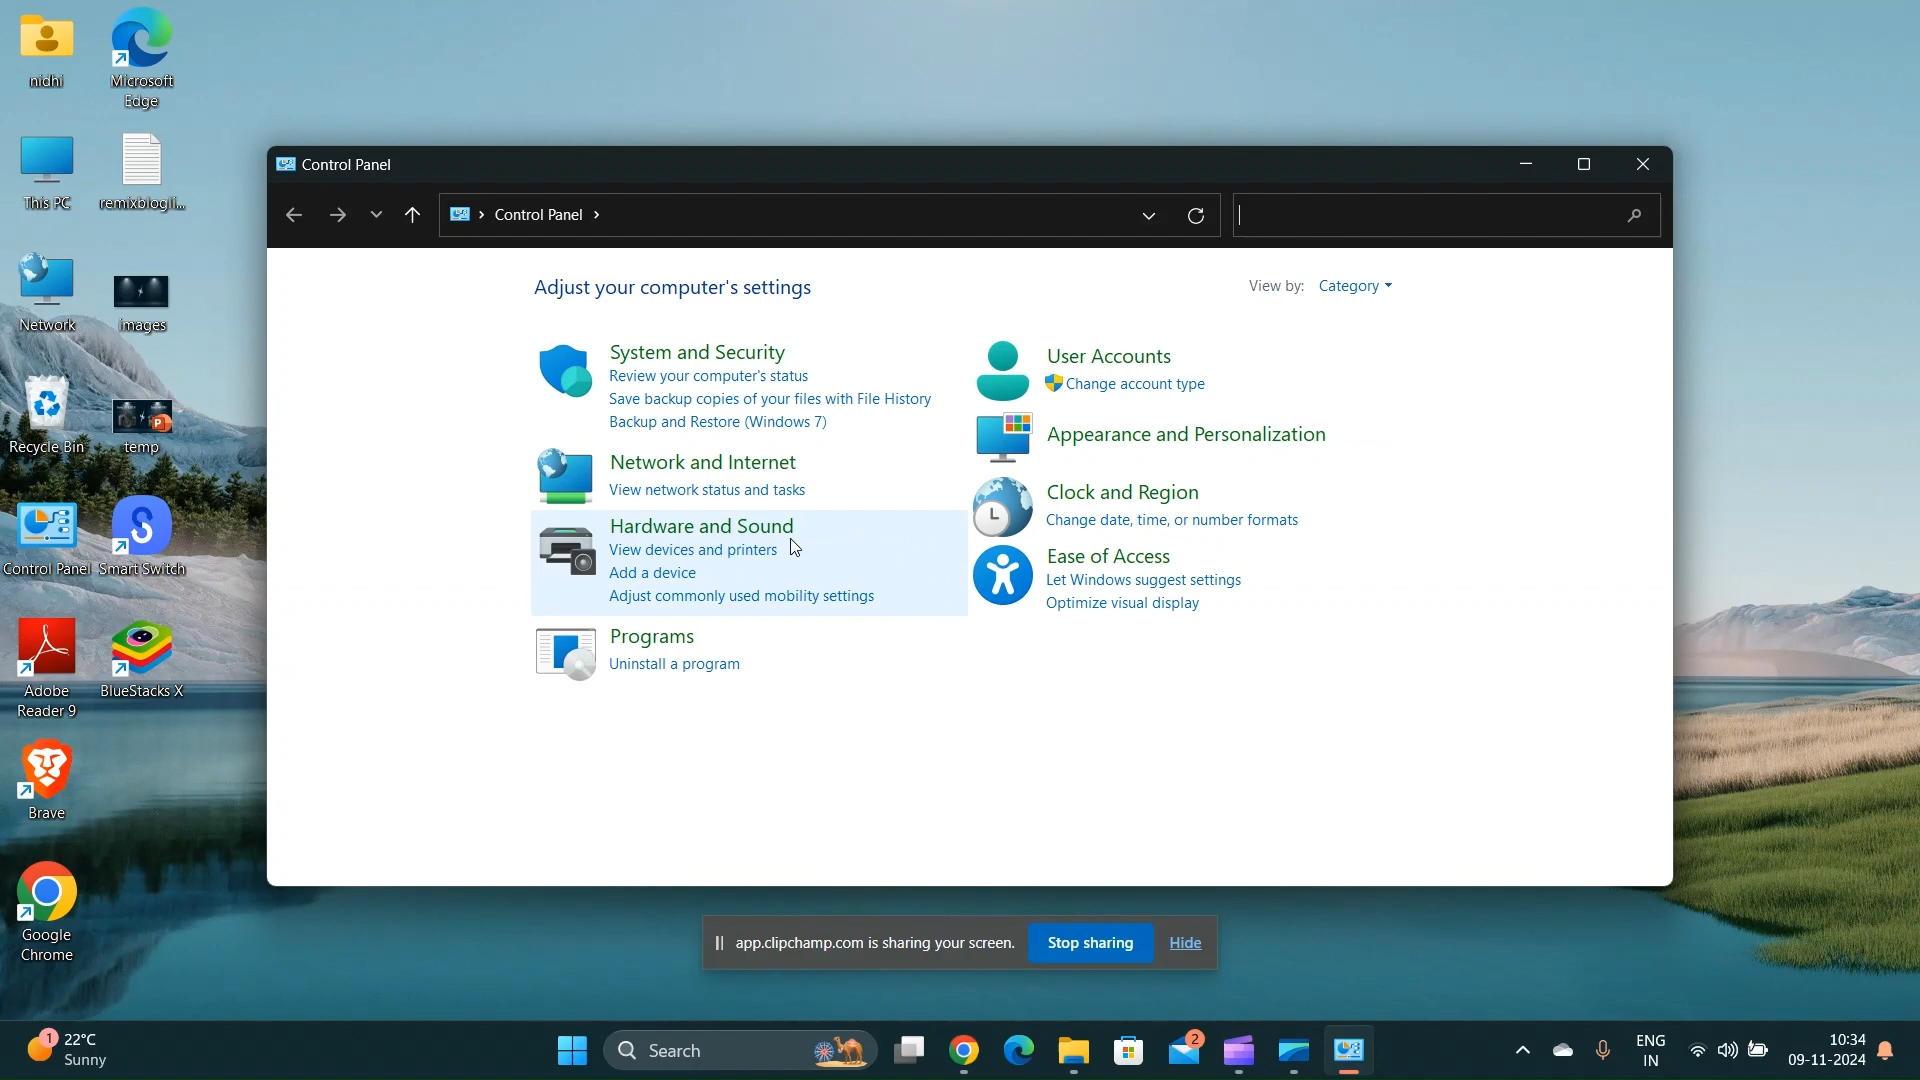 nidhi
Microsoft
Edge
This PC
remixblogli...
Network
images
Recycle Bin
temp
Control Panel
Smart Switch
Adobe
Reader 9
BlueStacks X
Brave
Google
Chrome
Control Panel
Control Panel
Adjust your computer's settings
View by: Category
System and Security
Review your computer's status
Save backup copies of your files with File History
Backup and Restore (Windows 7)
Network and Internet
View network status and tasks
Hardware and Sound
View devices and printers
Add a device
Adjust commonly used mobility settings
Programs
Uninstall a program
User Accounts
Change account type
Appearance and Personalization
Clock and Region
Change date, time, or number formats
Ease of Access
Let Windows suggest settings
Optimize visual display
app.clipchamp.com is sharing your screen. Stop sharing Hide
1
22°C
Sunny
Search
2
ENG
IN
10:34
09-11-2024